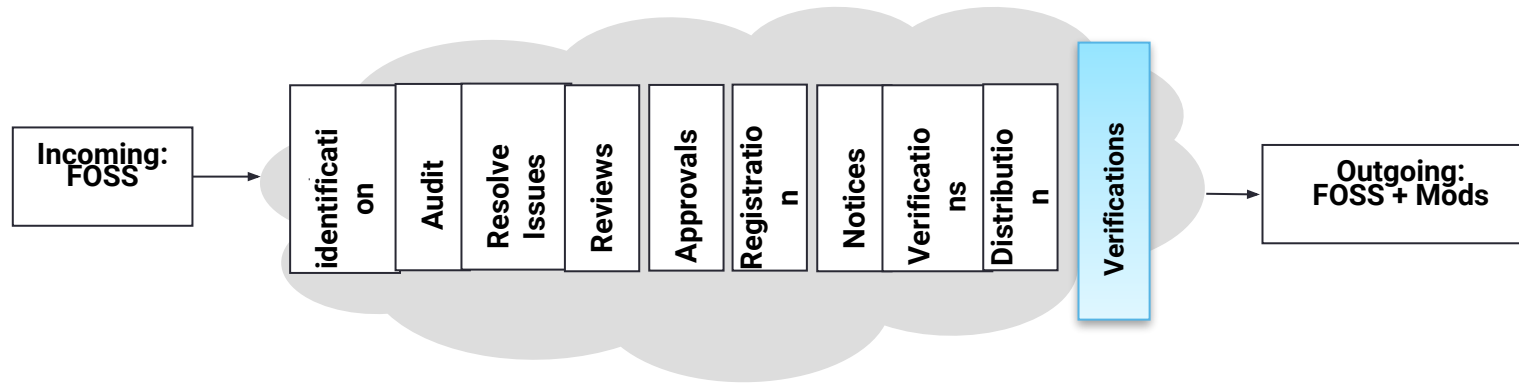 Incoming:
FOSS
identificati
on
Audit
Resolve
Issues
Reviews
Approvals
Registratio
n
Notices
Verificatio
ns
Distributio
n
Verifications
Outgoing:
FOSS + Mods